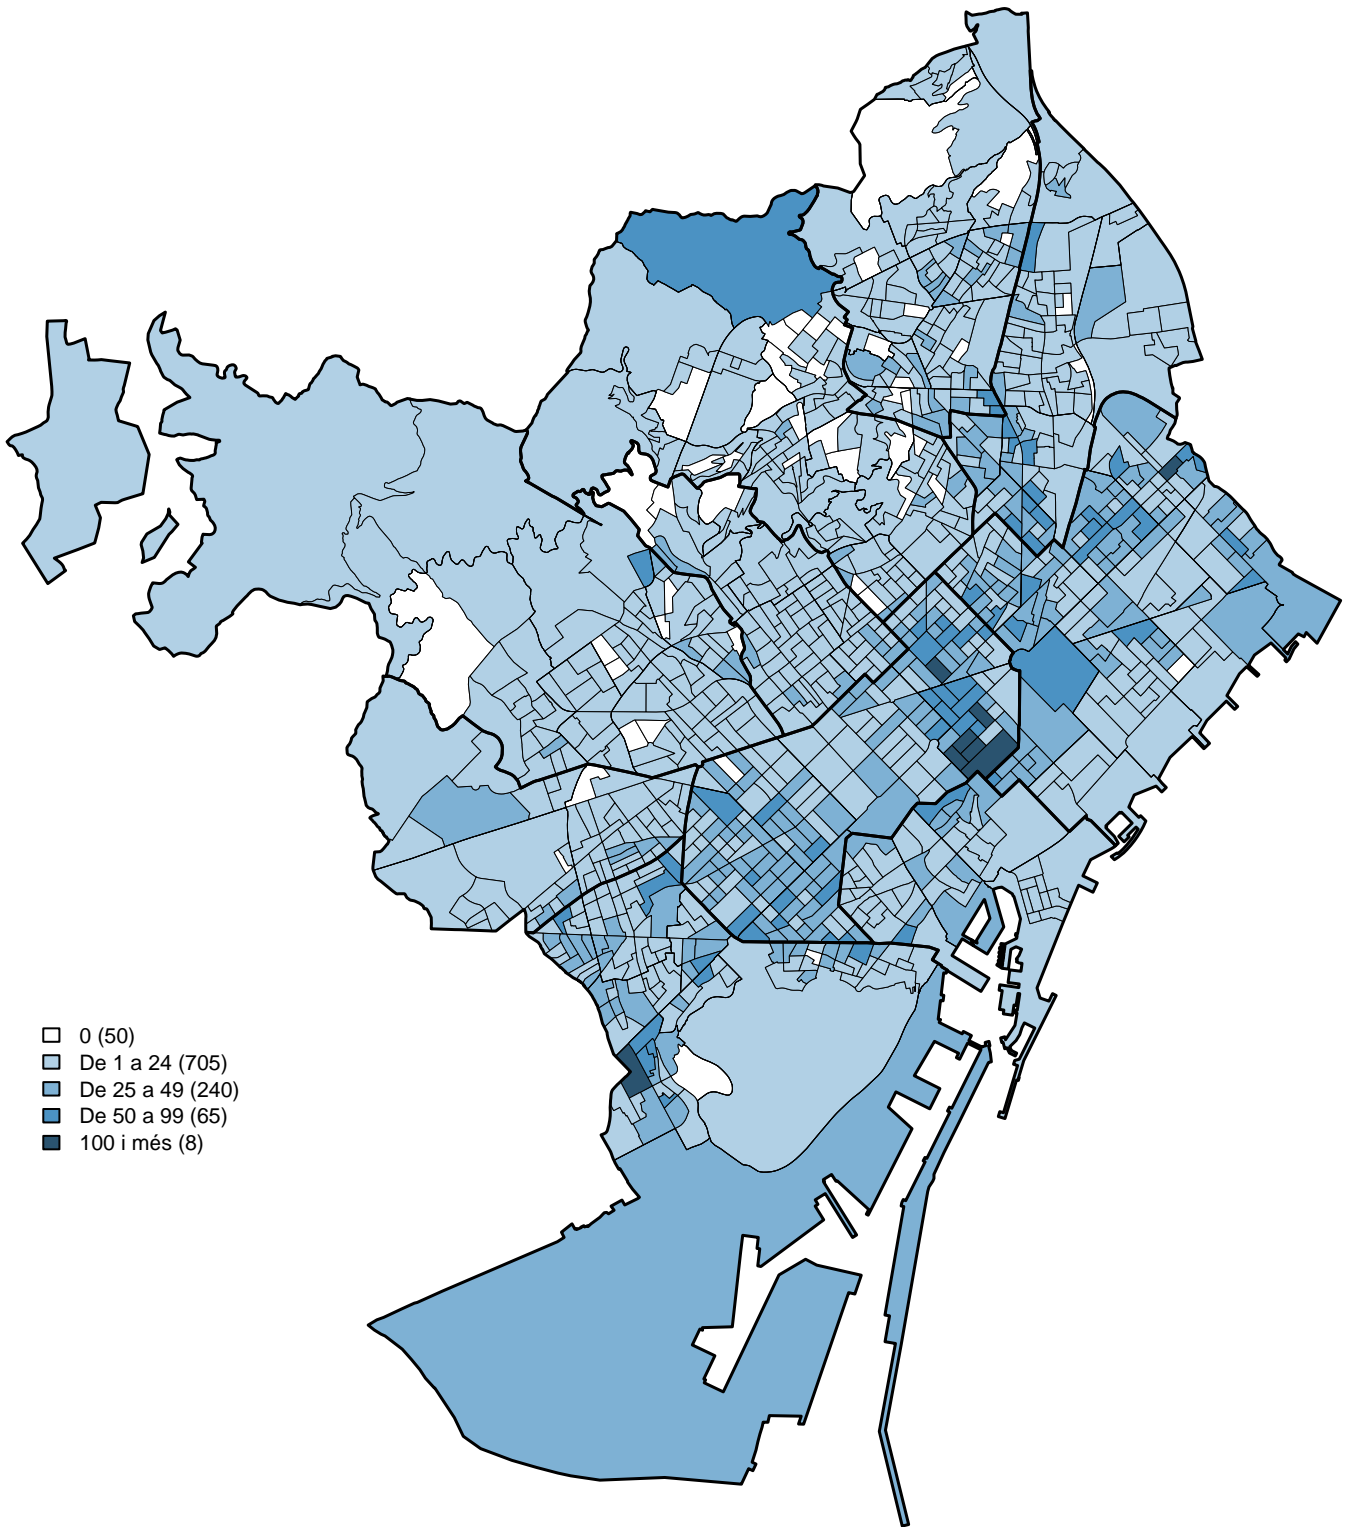 0 (50)
De 1 a 24 (705)
De 25 a 49 (240)
De 50 a 99 (65)
100 i més (8)